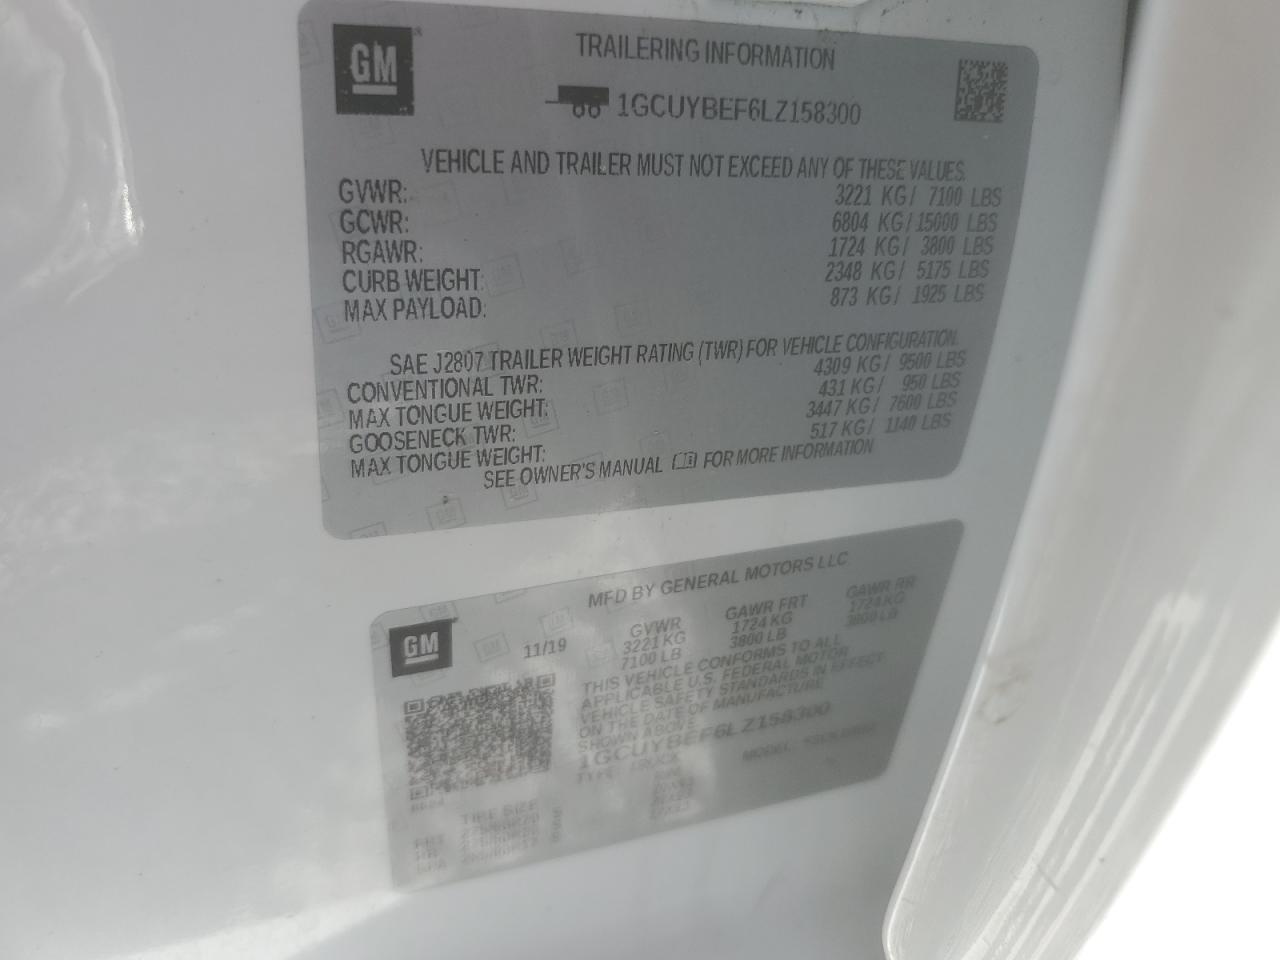 GM
TRAILERING INFORMATION
1GCUYBEF6LZ158300
VEHICLE AND TRAILER MUST NOT EXCEED ANY OF THESE VALUES.
GVWR: 3221 KG/ 7100 LBS
GCWR: 6804 KG/15000 LBS
RGAWR: 1724 KG/ 3800 LBS
CURB WEIGHT: 2348 KG/ 5175 LBS
MAX PAYLOAD: 873 KG/ 1925 LBS
SAE J2807 TRAILER WEIGHT RATING (TWR) FOR VEHICLE CONFIGURATION.
CONVENTIONAL TWR: 4309 KG/ 9500 LBS
MAX TONGUE WEIGHT: 431 KG/ 950 LBS
GOOSENECK TWR: 3447 KG/ 7600 LBS
MAX TONGUE WEIGHT: 517 KG/ 1140 LBS
SEE OWNER'S MANUAL FOR MORE INFORMATION
MFD BY GENERAL MOTORS LLC
GM
11/19
GVWR GAWR FRT GAWR RR
3221 KG 1724 KG 1724 KG
7100 LB 3800 LB 3800 LB
THIS VEHICLE CONFORMS TO ALL
APPLICABLE U.S. FEDERAL MOTOR
VEHICLE SAFETY STANDARDS IN EFFECT
ON THE DATE OF MANUFACTURE
SHOWN ABOVE
1GCUYBEF6LZ158300
TYPE: TRUCK MODEL:
TIRE SIZE